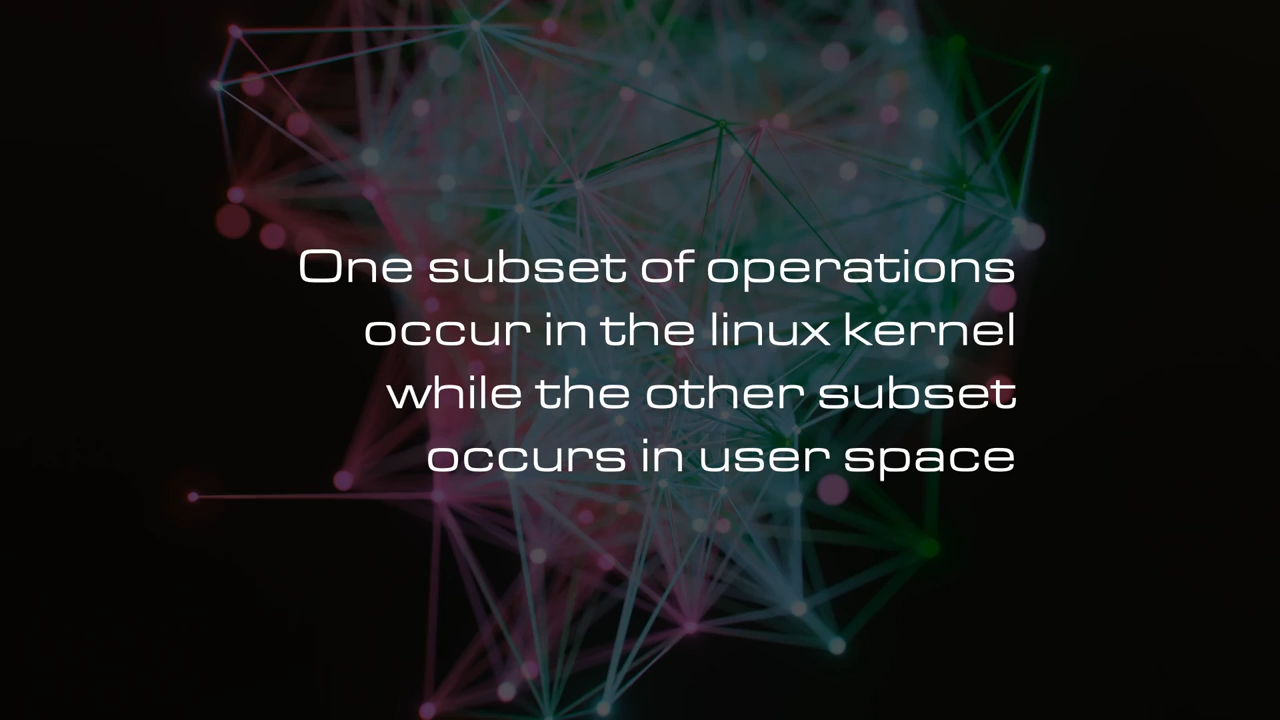 One subset of operations
occur in the linux kernel
while the other subset
occurs in user space